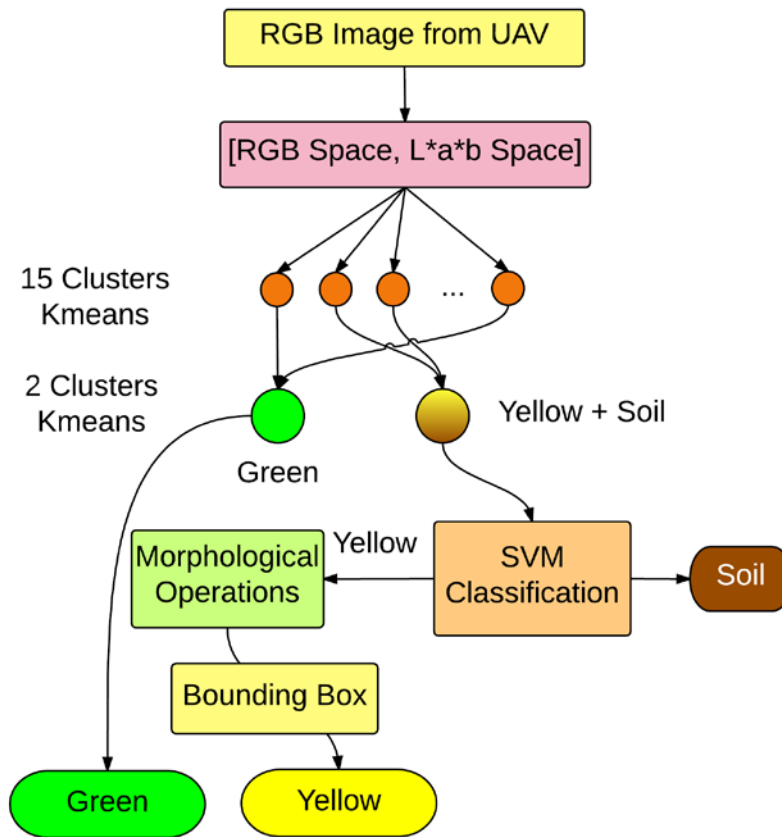 RGB Image from UAV
[RGB Space, L*a*b Space]
15 Clusters
Kmeans
...
2 Clusters
Kmeans
Yellow + Soil
Green
Morphological
Operations
Yellow
SVM
Classification
Soil
Bounding Box
Green
Yellow